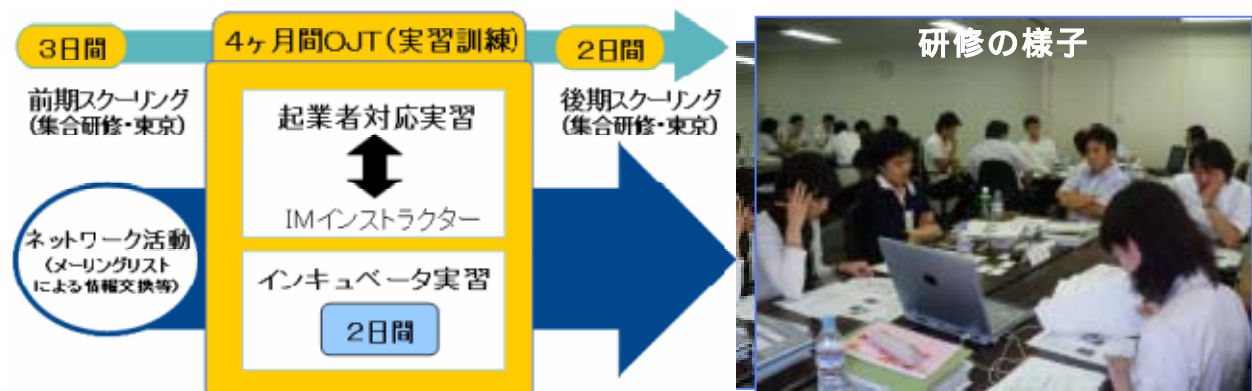 3日間
前期スクーリング
(集合研修・東京)
ネットワーク活動
(メーリングリスト
による情報交換等)
4ヶ月間OJT(実習訓練)
起業者対応実習
IMインストラクター
インキュベータ実習
2日間
2日間
後期スクーリング
(集合研修・東京)
研修の様子